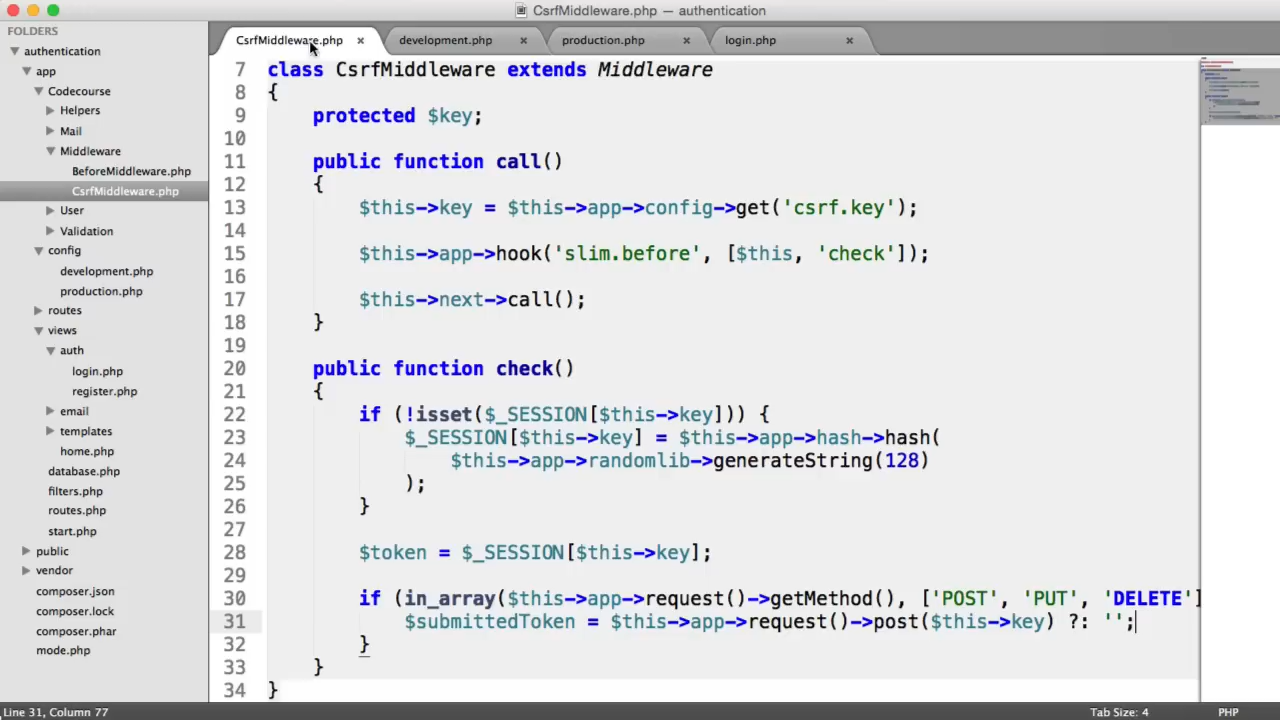 CsrfMiddleware.php — authentication
FOLDERS
authentication
app
Codecourse
Helpers
Mail
Middleware
BeforeMiddleware.php
CsrfMiddleware.php
User
Validation
config
development.php
production.php
routes
views
auth
login.php
register.php
email
templates
home.php
database.php
filters.php
routes.php
start.php
public
vendor
composer.json
composer.lock
composer.phar
mode.php
CsrfMiddleware.php × development.php × production.php × login.php ×
7 class CsrfMiddleware extends Middleware
8 {
9 protected $key;
10
11 public function call()
12 {
13 $this->key = $this->app->config->get('csrf.key');
14
15 $this->app->hook('slim.before', [$this, 'check']);
16
17 $this->next->call();
18 }
19
20 public function check()
21 {
22 if (!isset($_SESSION[$this->key])) {
23 $_SESSION[$this->key] = $this->app->hash->hash(
24 $this->app->randomlib->generateString(128)
25 );
26 }
27
28 $token = $_SESSION[$this->key];
29
30 if (in_array($this->app->request()->getMethod(), ['POST', 'PUT', 'DELETE']
31 $submittedToken = $this->app->request()->post($this->key) ?: '';
32 }
33 }
34 }
Line 31, Column 77 Tab Size: 4 PHP